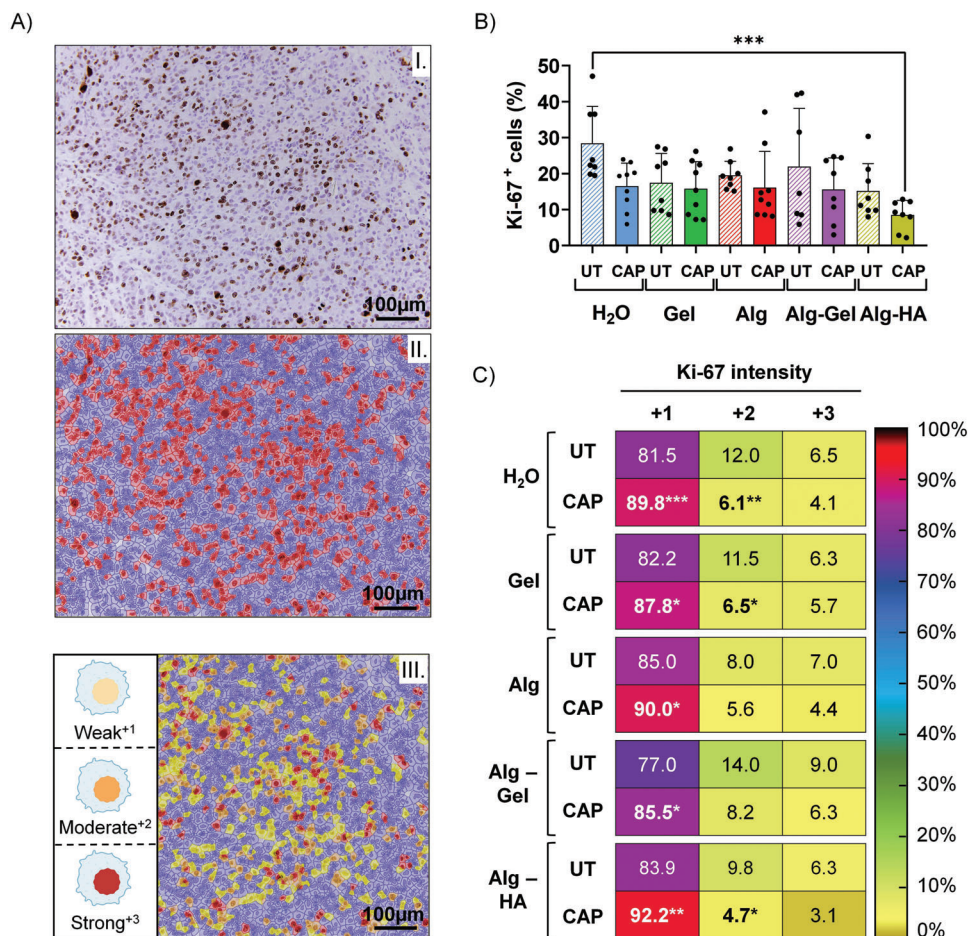 A)
I.
100μm
II.
100μm
III.
Weak+1
Moderate+2
Strong+3
100μm
B)
***
Ki-67+ cells (%)
50
40
30
20
10
0
UT CAP UT CAP UT CAP UT CAP UT CAP
H2O Gel Alg Alg-Gel Alg-HA
C)
Ki-67 intensity
+1 +2 +3
H2O
UT 81.5 12.0 6.5
CAP 89.8*** 6.1** 4.1
Gel
UT 82.2 11.5 6.3
CAP 87.8* 6.5* 5.7
Alg
UT 85.0 8.0 7.0
CAP 90.0* 5.6 4.4
Alg –
Gel
UT 77.0 14.0 9.0
CAP 85.5* 8.2 6.3
Alg –
HA
UT 83.9 9.8 6.3
CAP 92.2** 4.7* 3.1
100%
90%
80%
70%
60%
50%
40%
30%
20%
10%
0%